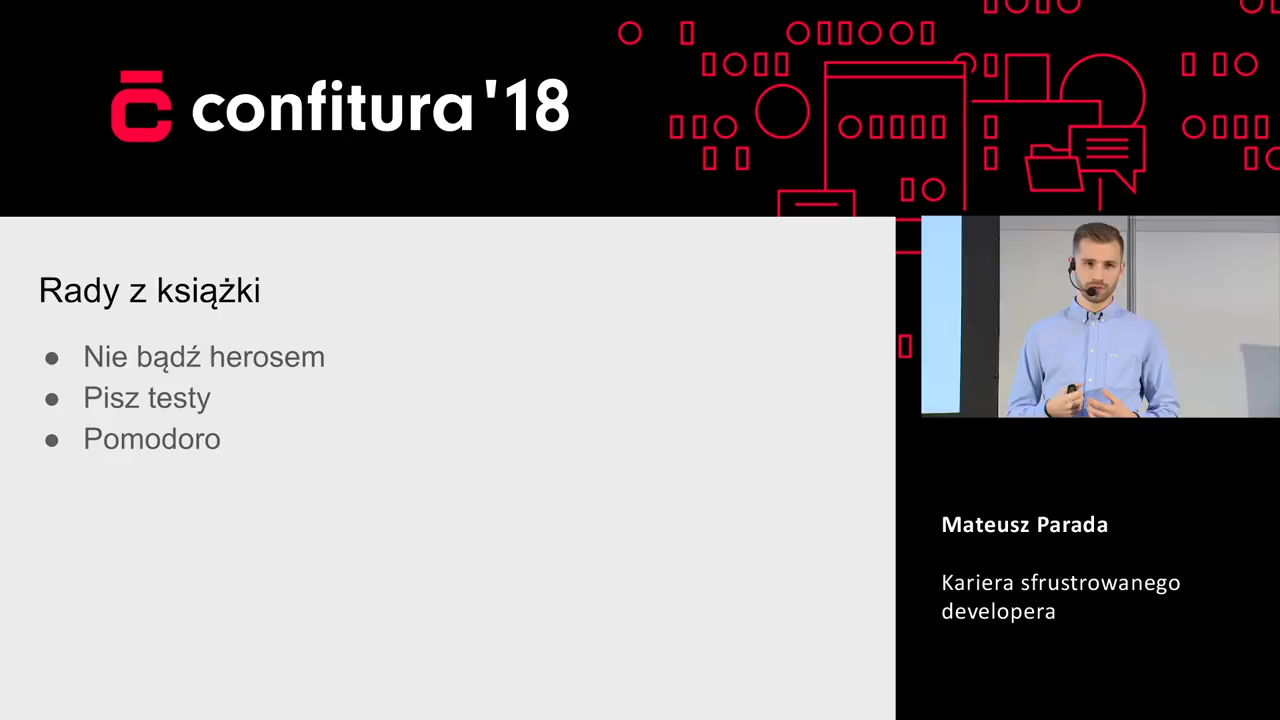 confitura '18
Rady z książki
● Nie bądź herosem
● Pisz testy
● Pomodoro
Mateusz Parada
Kariera sfrustrowanego
developera